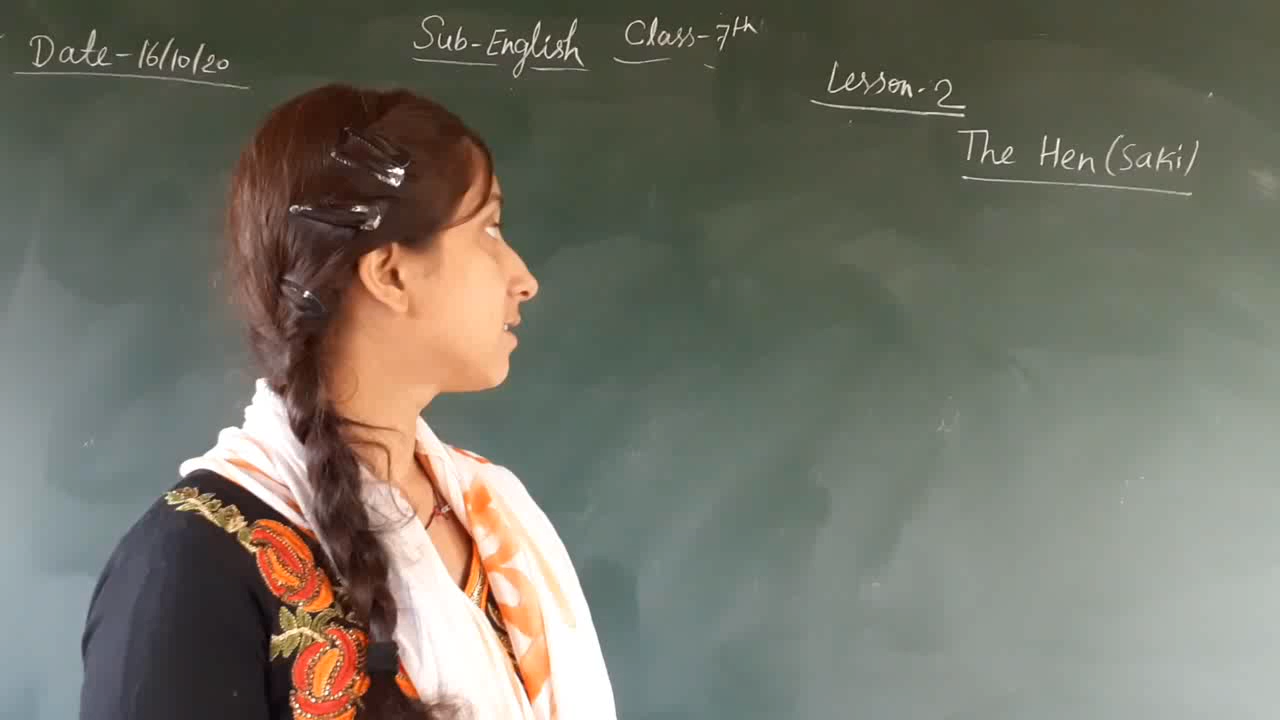 Date-16/10/20
Sub-English Class-7th
Lesson-2
The Hen (Saki)